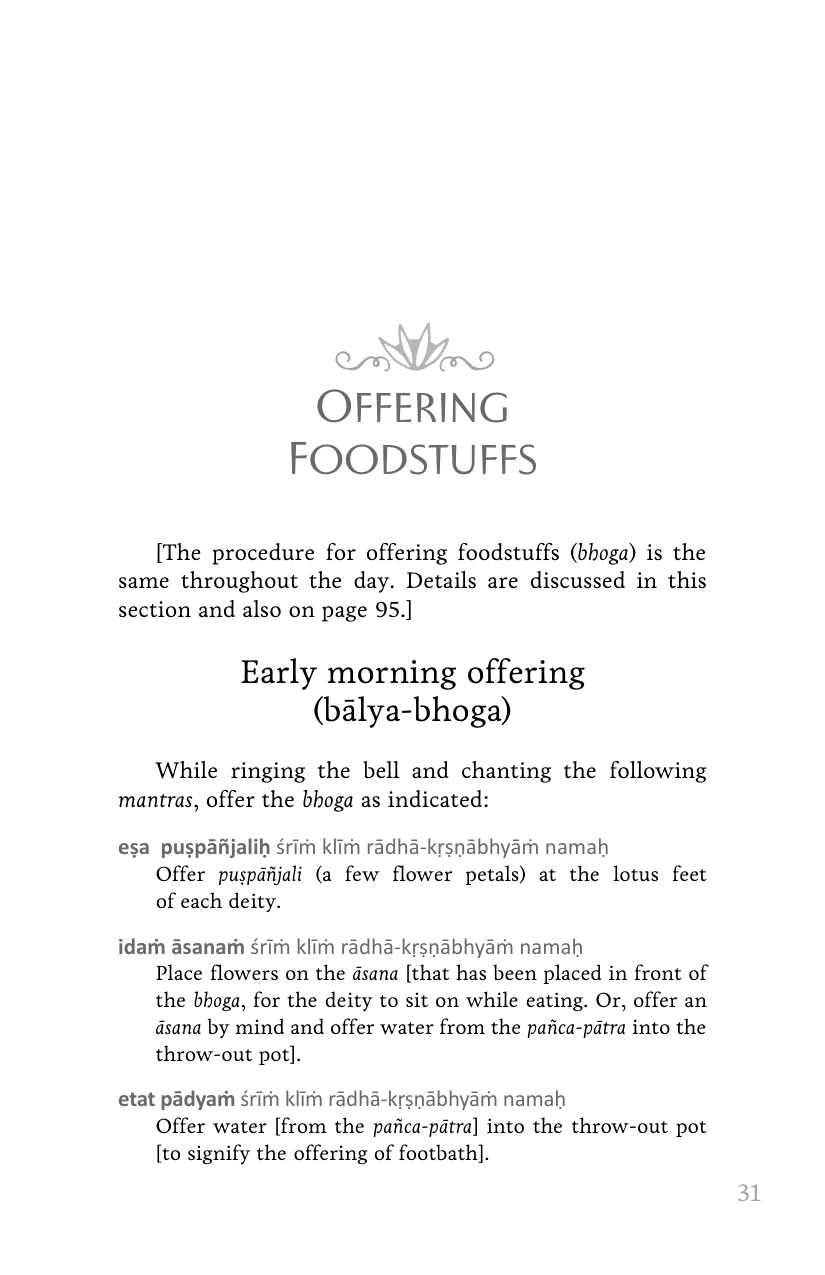 OFFERING
FOODSTUFFS
[The procedure for offering foodstuffs (bhoga) is the
same throughout the day. Details are discussed in this
section and also on page 95.]
Early morning offering
(bālya-bhoga)
While ringing the bell and chanting the following
mantras, offer the bhoga as indicated:
eṣa puṣpāñjaliḥ śrīṁ klīṁ rādhā-kṛṣṇābhyāṁ namaḥ
Offer puṣpāñjali (a few flower petals) at the lotus feet
of each deity.
idaṁ āsanaṁ śrīṁ klīṁ rādhā-kṛṣṇābhyāṁ namaḥ
Place flowers on the āsana [that has been placed in front of
the bhoga, for the deity to sit on while eating. Or, offer an
āsana by mind and offer water from the pañca-pātra into the
throw-out pot].
etat pādyaṁ śrīṁ klīṁ rādhā-kṛṣṇābhyāṁ namaḥ
Offer water [from the pañca-pātra] into the throw-out pot
[to signify the offering of footbath].
31